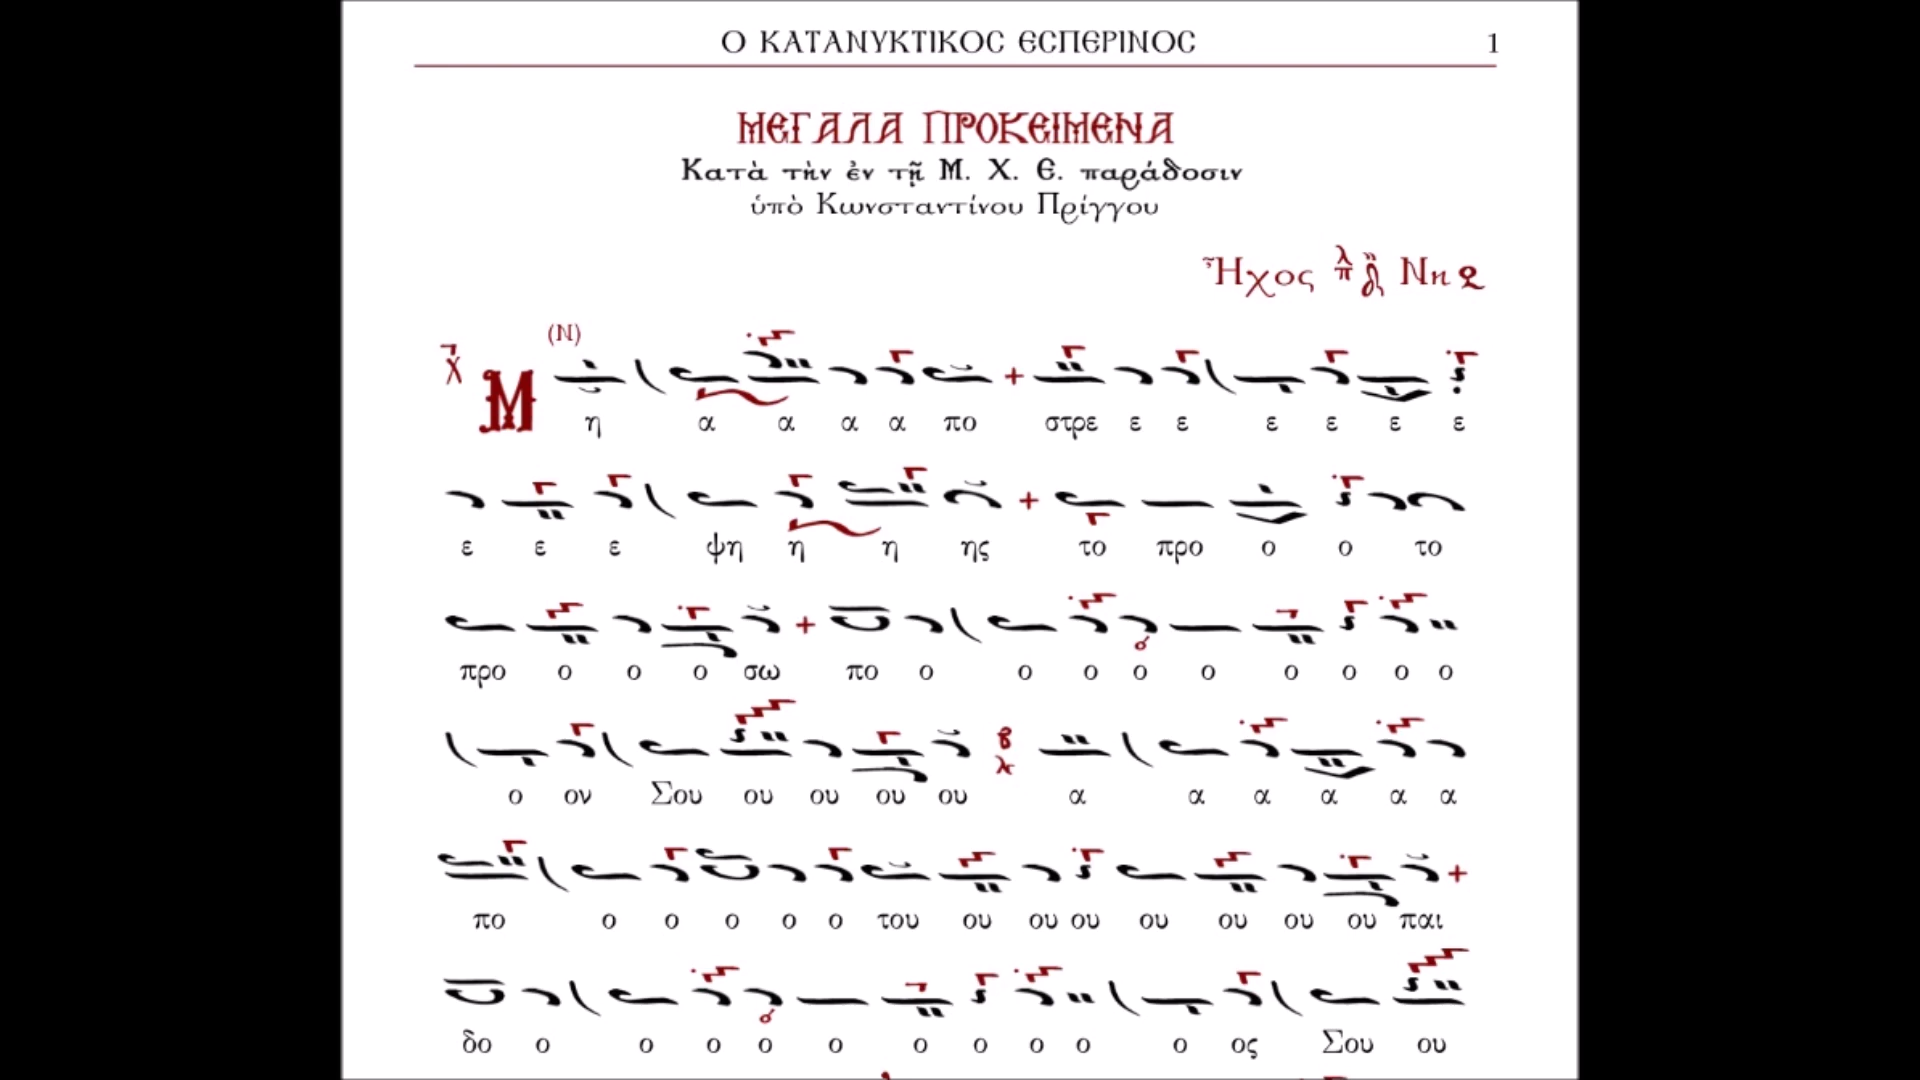 Ο ΚΑΤΑΝΥΚΤΙΚΟϹ ΕϹΠΕΡΙΝΟϹ 1
ΜΕΓΑΛΑ ΠΡΟΚΕΙΜΕΝΑ
Κατὰ τὴν ἐν τῇ Μ. Χ. Ε. παράδοσιν
ὑπὸ Κωνσταντίνου Πρίγγου
Ἦχος λ π δ Νη
(Ν)
Μ η α α α α πο στρε ε ε ε ε ε ε
ε ε ε ψη η η ης το προ ο ο το
προ ο ο ο σω πο ο ο ο ο ο ο ο ο ο
ο ον Σου ου ου ου ου α α α α α α
πο ο ο ο ο ο του ου ου ου ου ου ου ου παι
δο ο ο ο ο ο ο ο ο ο ο ος Σου ου